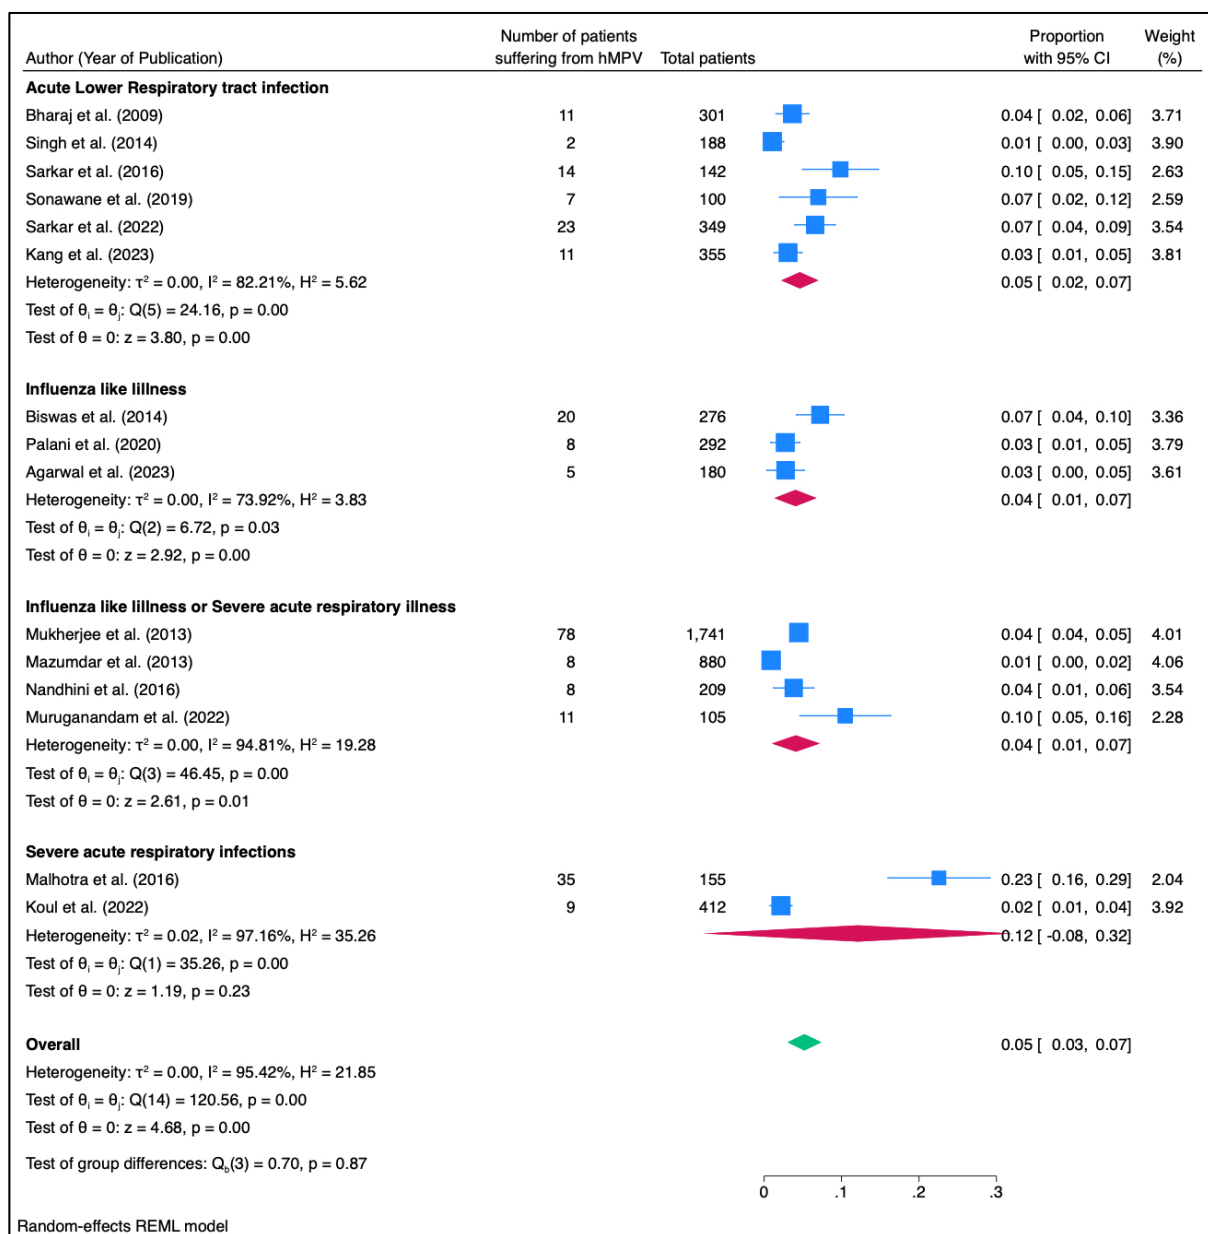 Number of patients Proportion Weight
Author (Year of Publication) suffering from hMPV Total patients with 95% CI (%)
Acute Lower Respiratory tract infection
Bharaj et al. (2009) 11 301 0.04 [ 0.02, 0.06] 3.71
Singh et al. (2014) 2 188 0.01 [ 0.00, 0.03] 3.90
Sarkar et al. (2016) 14 142 0.10 [ 0.05, 0.15] 2.63
Sonawane et al. (2019) 7 100 0.07 [ 0.02, 0.12] 2.59
Sarkar et al. (2022) 23 349 0.07 [ 0.04, 0.09] 3.54
Kang et al. (2023) 11 355 0.03 [ 0.01, 0.05] 3.81
Heterogeneity: τ² = 0.00, I² = 82.21%, H² = 5.62 0.05 [ 0.02, 0.07]
Test of θᵢ = θⱼ: Q(5) = 24.16, p = 0.00
Test of θ = 0: z = 3.80, p = 0.00
Influenza like lillness
Biswas et al. (2014) 20 276 0.07 [ 0.04, 0.10] 3.36
Palani et al. (2020) 8 292 0.03 [ 0.01, 0.05] 3.79
Agarwal et al. (2023) 5 180 0.03 [ 0.00, 0.05] 3.61
Heterogeneity: τ² = 0.00, I² = 73.92%, H² = 3.83 0.04 [ 0.01, 0.07]
Test of θᵢ = θⱼ: Q(2) = 6.72, p = 0.03
Test of θ = 0: z = 2.92, p = 0.00
Influenza like lillness or Severe acute respiratory illness
Mukherjee et al. (2013) 78 1,741 0.04 [ 0.04, 0.05] 4.01
Mazumdar et al. (2013) 8 880 0.01 [ 0.00, 0.02] 4.06
Nandhini et al. (2016) 8 209 0.04 [ 0.01, 0.06] 3.54
Muruganandam et al. (2022) 11 105 0.10 [ 0.05, 0.16] 2.28
Heterogeneity: τ² = 0.00, I² = 94.81%, H² = 19.28 0.04 [ 0.01, 0.07]
Test of θᵢ = θⱼ: Q(3) = 46.45, p = 0.00
Test of θ = 0: z = 2.61, p = 0.01
Severe acute respiratory infections
Malhotra et al. (2016) 35 155 0.23 [ 0.16, 0.29] 2.04
Koul et al. (2022) 9 412 0.02 [ 0.01, 0.04] 3.92
Heterogeneity: τ² = 0.02, I² = 97.16%, H² = 35.26 0.12 [ -0.08, 0.32]
Test of θᵢ = θⱼ: Q(1) = 35.26, p = 0.00
Test of θ = 0: z = 1.19, p = 0.23
Overall 0.05 [ 0.03, 0.07]
Heterogeneity: τ² = 0.00, I² = 95.42%, H² = 21.85
Test of θᵢ = θⱼ: Q(14) = 120.56, p = 0.00
Test of θ = 0: z = 4.68, p = 0.00
Test of group differences: Q_b(3) = 0.70, p = 0.87
0 .1 .2 .3
Random-effects REML model